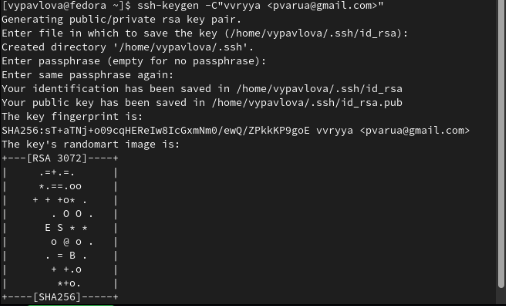 [vypavlova@fedora ~]$ ssh-keygen -C"vvryya <pvarua@gmail.com>"
Generating public/private rsa key pair.
Enter file in which to save the key (/home/vypavlova/.ssh/id_rsa):
Created directory '/home/vypavlova/.ssh'.
Enter passphrase (empty for no passphrase):
Enter same passphrase again:
Your identification has been saved in /home/vypavlova/.ssh/id_rsa
Your public key has been saved in /home/vypavlova/.ssh/id_rsa.pub
The key fingerprint is:
SHA256:sT+aTNj+o09cqHEReIw8IcGxmNm0/ewQ/ZPkkKP9goE vvryya <pvarua@gmail.com>
The key's randomart image is:
+---[RSA 3072]----+
|     .=+.=.      |
|     *.==.oo     |
|    + + +o* .    |
|       . O O .   |
|      E S * *    |
|       o @ o .   |
|      . = B .    |
|       + +.o     |
|        *+o.     |
+----[SHA256]-----+